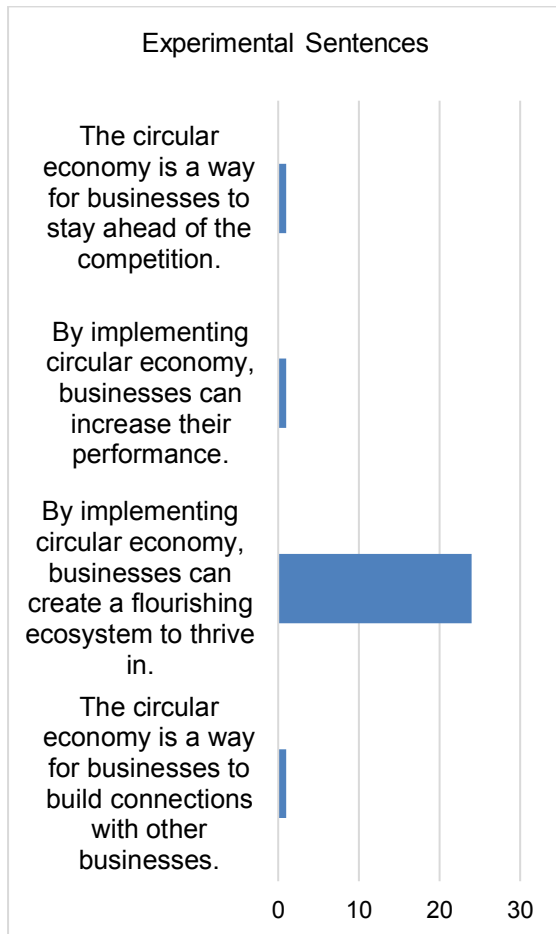 Experimental Sentences
The circular
economy is a way
for businesses to
stay ahead of the
competition.
By implementing
circular economy,
businesses can
increase their
performance.
By implementing
circular economy,
businesses can
create a flourishing
ecosystem to thrive
in.
The circular
economy is a way
for businesses to
build connections
with other
businesses.
0 10 20 30